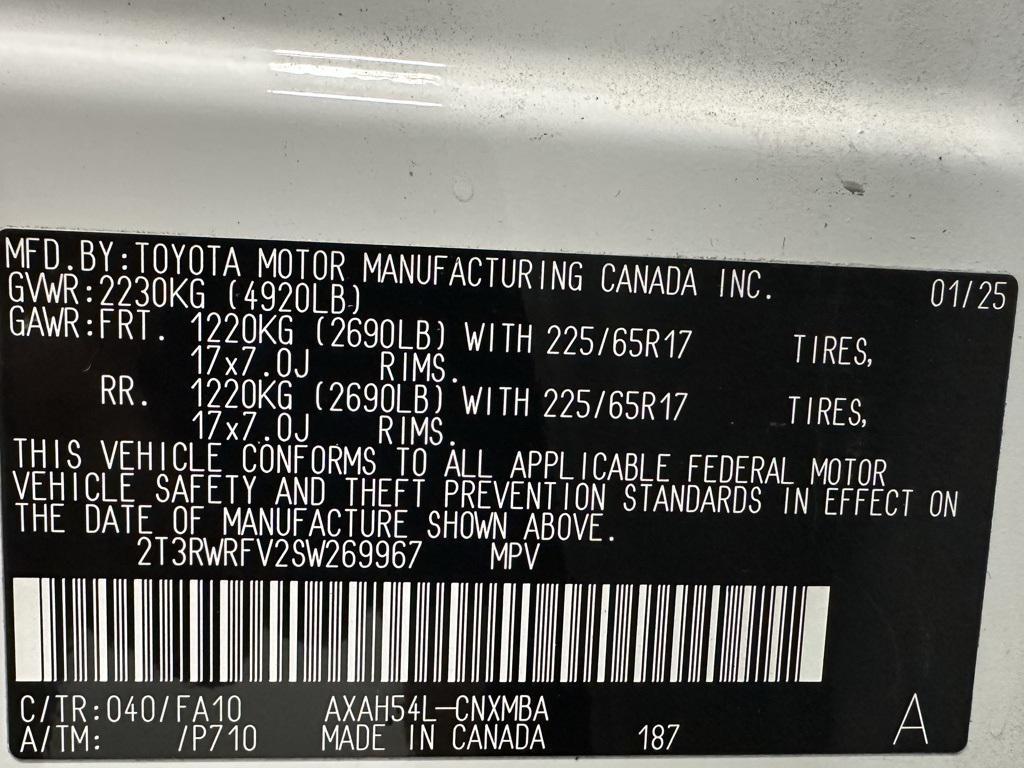 MFD.BY:TOYOTA MOTOR MANUFACTURING CANADA INC. 01/25
GVWR:2230KG (4920LB)
GAWR:FRT. 1220KG (2690LB) WITH 225/65R17 TIRES,
17x7.0J RIMS.
RR. 1220KG (2690LB) WITH 225/65R17 TIRES,
17x7.0J RIMS.
THIS VEHICLE CONFORMS TO ALL APPLICABLE FEDERAL MOTOR
VEHICLE SAFETY AND THEFT PREVENTION STANDARDS IN EFFECT ON
THE DATE OF MANUFACTURE SHOWN ABOVE.
2T3RWRFV2SW269967 MPV
C/TR:040/FA10 AXAH54L-CNXMBA
A/TM: /P710 MADE IN CANADA 187 A